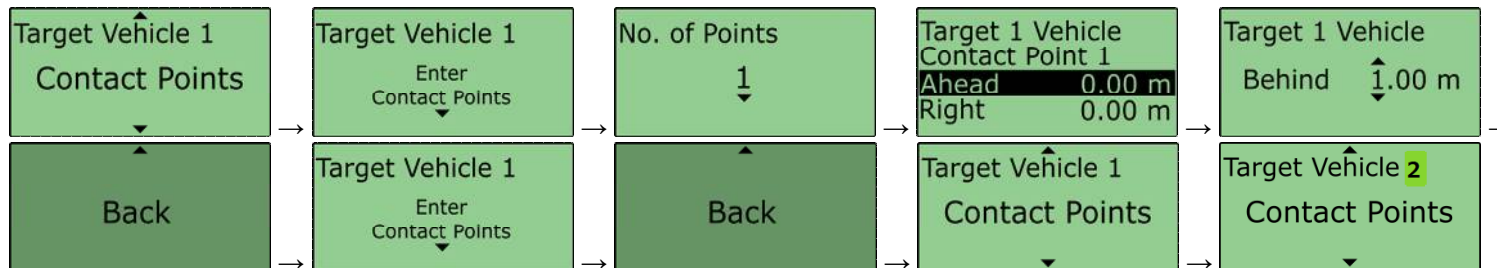 Target Vehicle 1
Contact Points
→
Target Vehicle 1
Enter
Contact Points
→
No. of Points
1
→
Target 1 Vehicle
Contact Point 1
Ahead 0.00 m
Right 0.00 m
→
Target 1 Vehicle
Behind 1.00 m
→
Back
→
Target Vehicle 1
Enter
Contact Points
→
Back
→
Target Vehicle 1
Contact Points
→
Target Vehicle 2
Contact Points